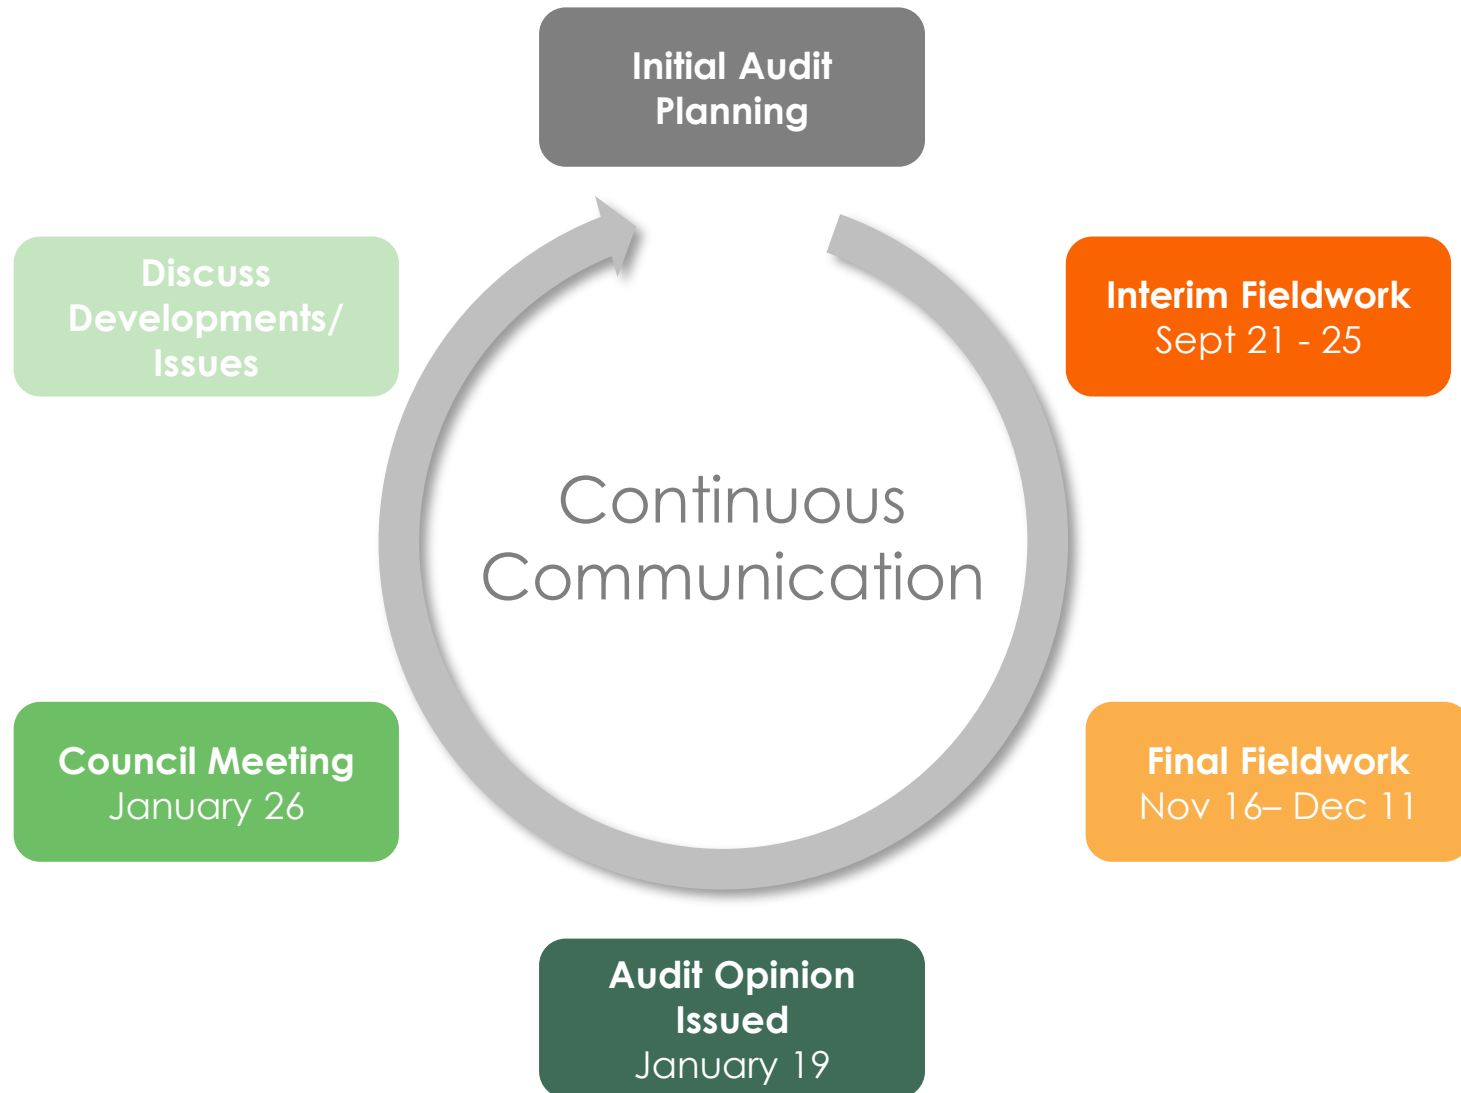 Initial Audit
Planning
Interim Fieldwork
Sept 21 - 25
Final Fieldwork
Nov 16– Dec 11
Audit Opinion
Issued
January 19
Council Meeting
January 26
Discuss
Developments/
Issues
Continuous
Communication